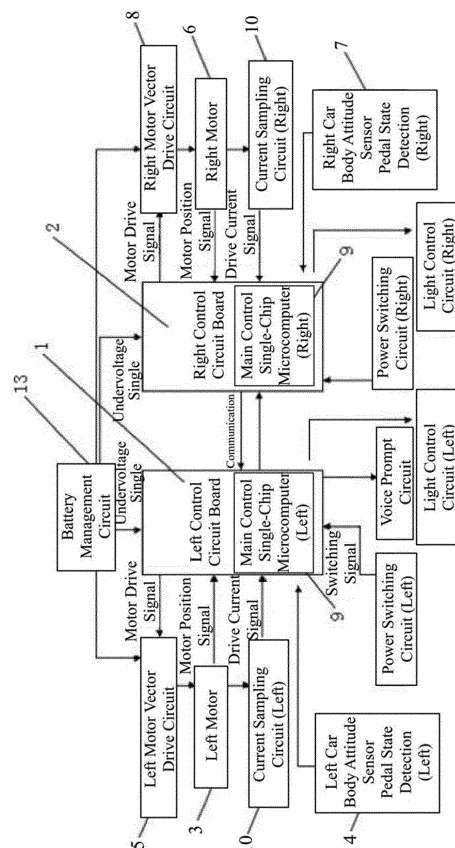 13
Battery
Management
Circuit
1
2
Undervoltage
Single
Undervoltage
Single
5
Left Motor Vector
Drive Circuit
Motor Drive
Signal
Left Control
Circuit Board
Communication
Right Control
Circuit Board
Motor Drive
Signal
Right Motor Vector
Drive Circuit
8
3
Left Motor
Motor Position
Signal
Motor Position
Signal
Right Motor
6
0
Current Sampling
Circuit (Left)
Drive Current
Signal
Main Control
Single-Chip
Microcomputer
(Left)
Main Control
Single-Chip
Microcomputer
(Right)
Drive Current
Signal
Current Sampling
Circuit (Right)
10
9
9
4
Left Car
Body Attitude
Sensor
Pedal State
Detection
(Left)
Switching
Signal
Power Switching
Circuit (Left)
Voice Prompt
Circuit
Light Control
Circuit (Left)
Power Switching
Circuit (Right)
Light Control
Circuit (Right)
Right Car
Body Attitude
Sensor
Pedal State
Detection
(Right)
7